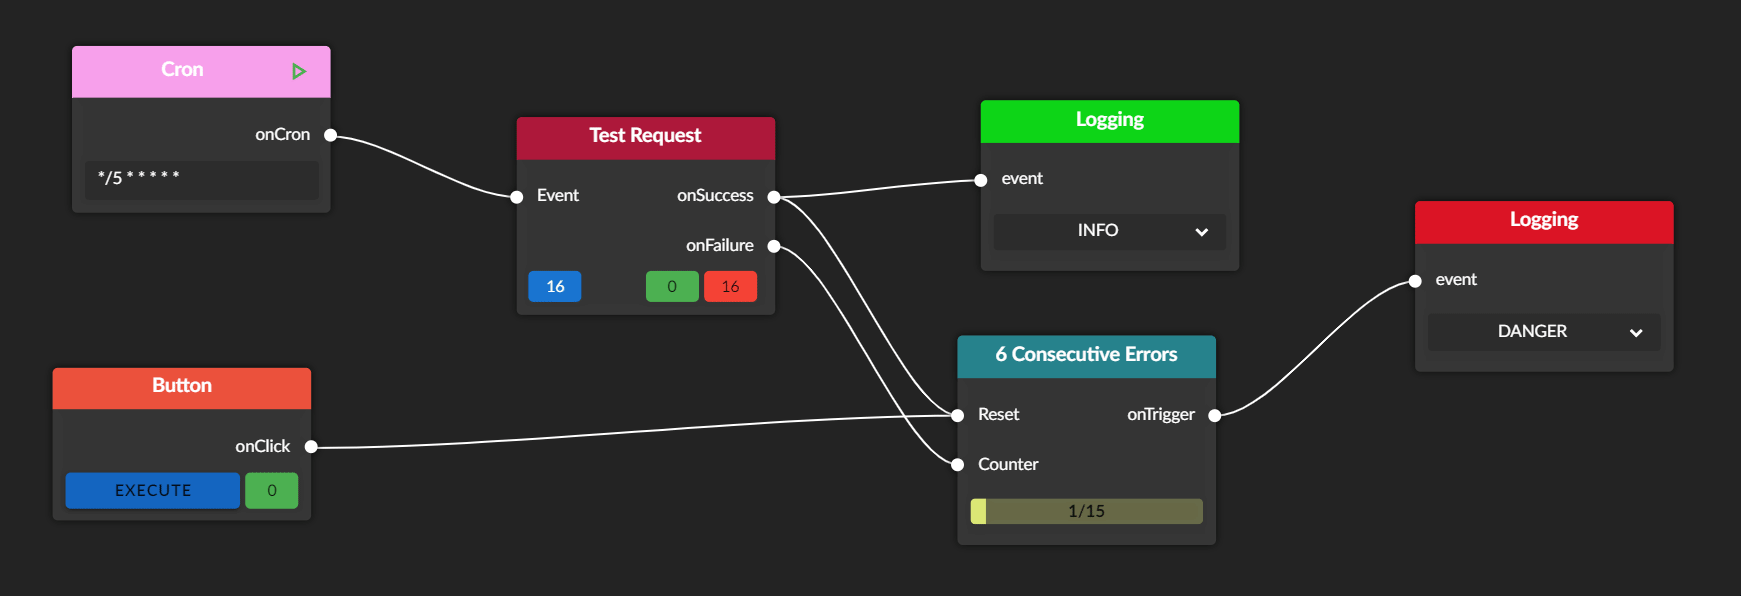 Cron
onCron
*/5 * * * * *
Test Request
Event
onSuccess
onFailure
16
0
16
Logging
event
INFO
Logging
event
DANGER
Button
onClick
EXECUTE
0
6 Consecutive Errors
Reset
onTrigger
Counter
1/15